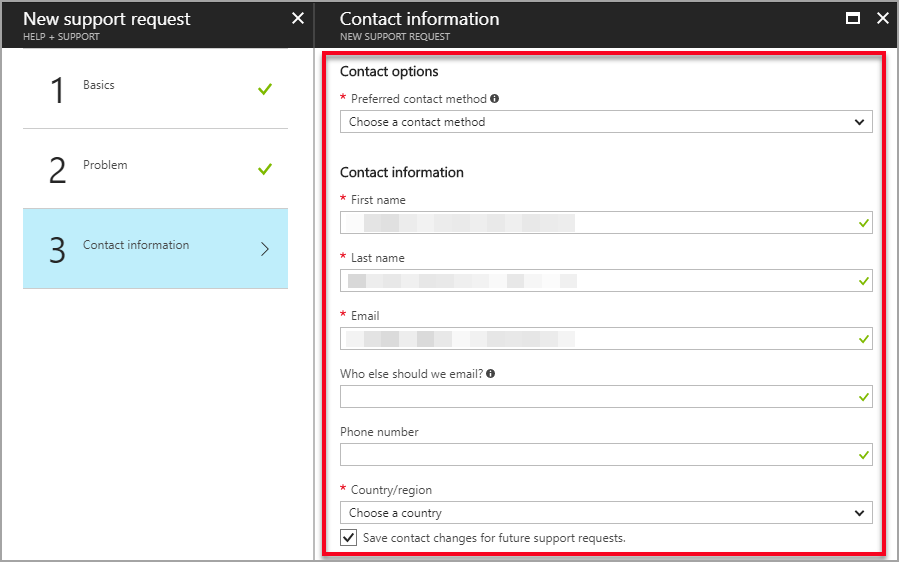 New support request
HELP + SUPPORT
1 Basics
2 Problem
3 Contact information
Contact information
NEW SUPPORT REQUEST
Contact options
* Preferred contact method
Choose a contact method
Contact information
* First name
* Last name
* Email
Who else should we email?
Phone number
* Country/region
Choose a country
Save contact changes for future support requests.